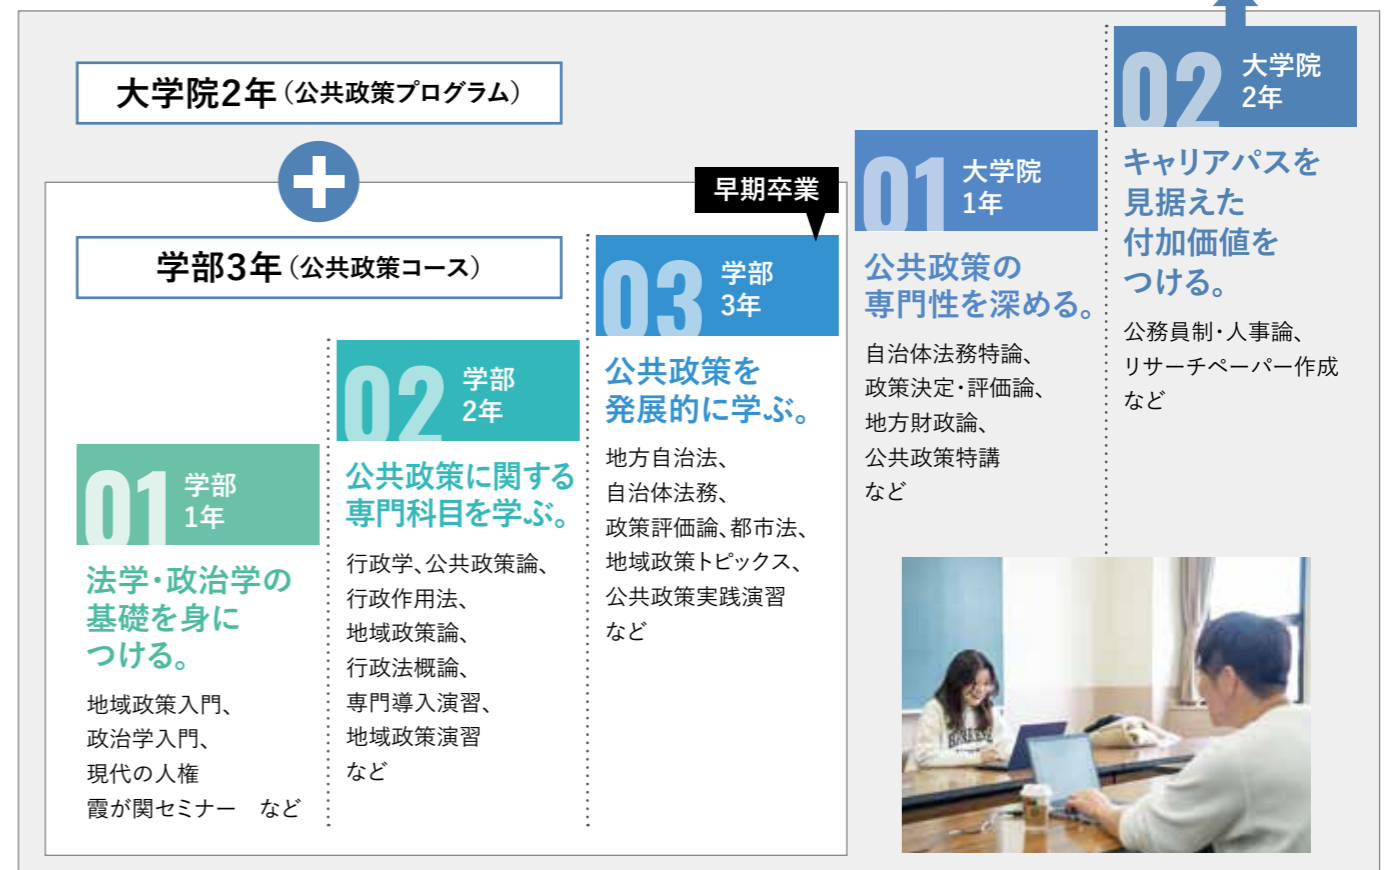 大学院2年（公共政策プログラム）
学部3年（公共政策コース）
早期卒業
01 学部
1年
法学・政治学の
基礎を身に
つける。
地域政策入門、
政治学入門、
現代の人権
霞が関セミナー　など
02 学部
2年
公共政策に関する
専門科目を学ぶ。
行政学、公共政策論、
行政作用法、
地域政策論、
行政法概論、
専門導入演習、
地域政策演習
など
03 学部
3年
公共政策を
発展的に学ぶ。
地方自治法、
自治体法務、
政策評価論、都市法、
地域政策トピックス、
公共政策実践演習
など
01 大学院
1年
公共政策の
専門性を深める。
自治体法務特論、
政策決定・評価論、
地方財政論、
公共政策特講
など
02 大学院
2年
キャリアパスを
見据えた
付加価値を
つける。
公務員制・人事論、
リサーチペーパー作成
など